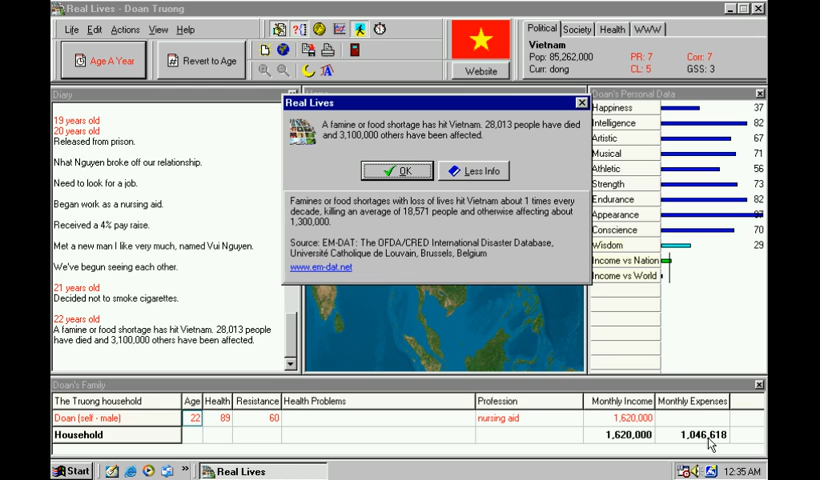 Real Lives - Doan Truong
Life Edit Actions View Help
Age A Year
Revert to Age
Website
Political Society Health WWW
Vietnam
Pop: 85,262,000 PR: 7 Corr: 7
Curr: dong CL: 5 GSS: 3
Diary
19 years old
20 years old
Released from prison.
Nhat Nguyen broke off our relationship.
Need to look for a job.
Began work as a nursing aid.
Received a 4% pay raise.
Met a new man I like very much, named Vui Nguyen.
We've begun seeing each other.
21 years old
Decided not to smoke cigarettes.
22 years old
A famine or food shortage has hit Vietnam. 28,013 people
have died and 3,100,000 others have been affected.
Real Lives
A famine or food shortage has hit Vietnam. 28,013 people have died
and 3,100,000 others have been affected.
OK
Less Info
Famines or food shortages with loss of lives hit Vietnam about 1 times every
decade, killing an average of 18,571 people and otherwise affecting about
1,300,000.
Source: EM-DAT: The OFDA/CRED International Disaster Database,
Université Catholique de Louvain, Brussels, Belgium
www.em-dat.net
Doan's Personal Data
Happiness 37
Intelligence 82
Artistic 67
Musical 71
Athletic 56
Strength 73
Endurance 82
Appearance
Conscience 70
Wisdom 29
Income vs Nation
Income vs World
Doan's Family
The Truong household Age Health Resistance Health Problems Profession Monthly Income Monthly Expenses
Doan (self - male) 22 89 60 nursing aid 1,620,000
Household 1,620,000 1,046,618
Start
Real Lives
12:35 AM